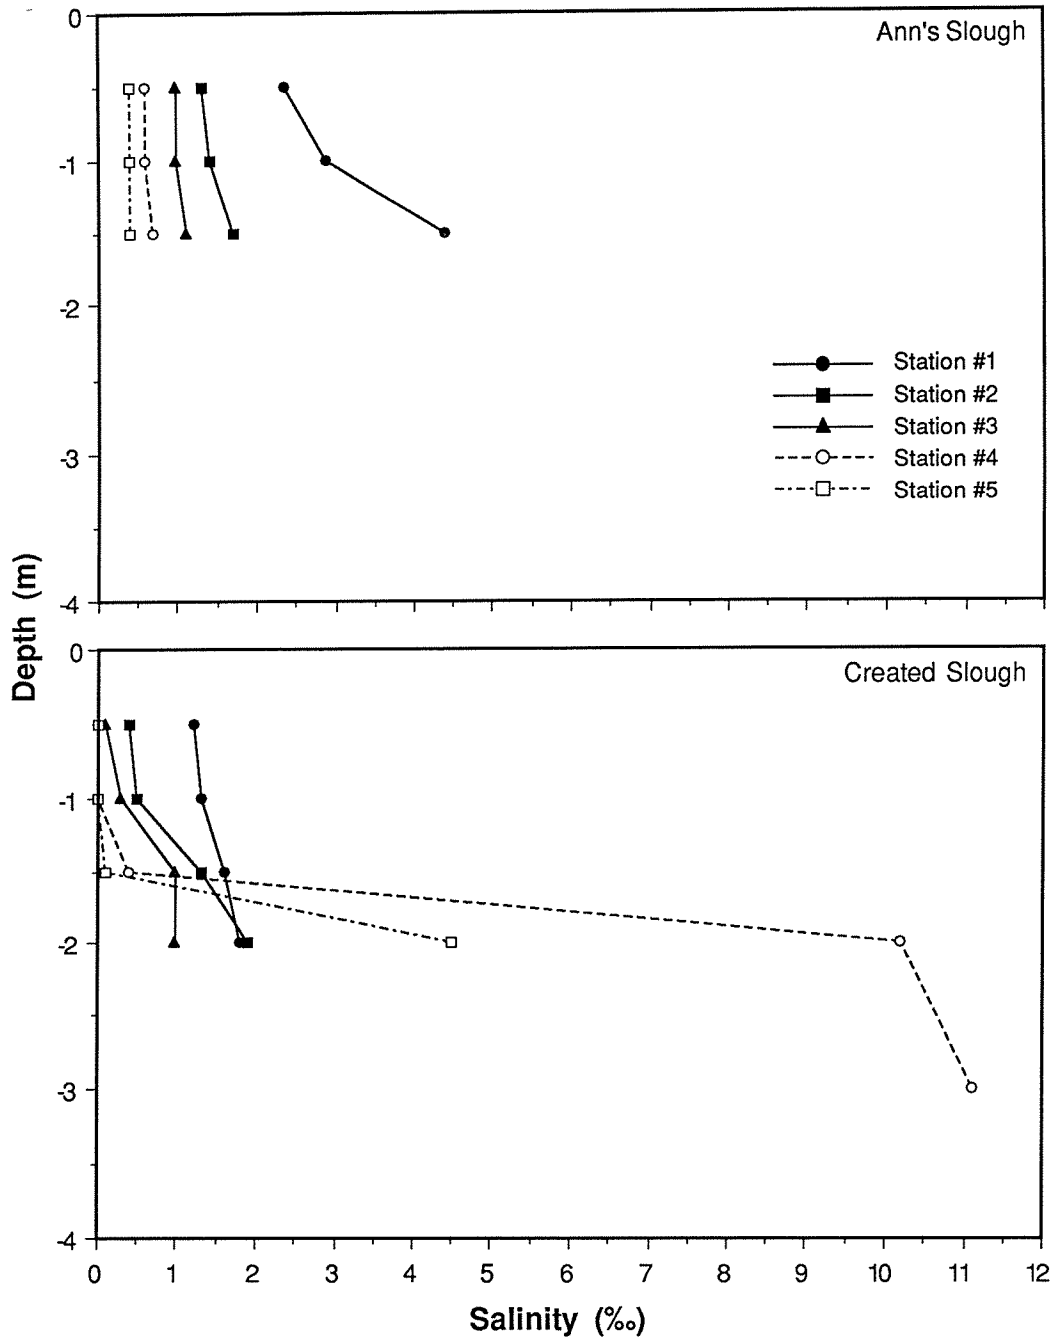 0
Ann's Slough
-1
-2
Station #1
Station #2
Station #3
-3
Station #4
Station #5
-4
Depth (m)
0
Created Slough
-1
-2
-3
-4
0 1 2 3 4 5 6 7 8 9 10 11 12
Salinity (‰)